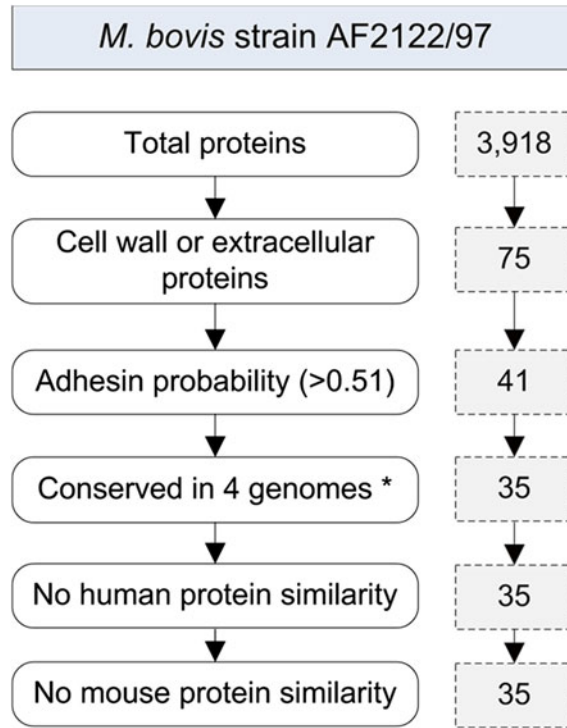 M. bovis strain AF2122/97
Total proteins
3,918
Cell wall or extracellular
proteins
75
Adhesin probability (>0.51)
41
Conserved in 4 genomes *
35
No human protein similarity
35
No mouse protein similarity
35